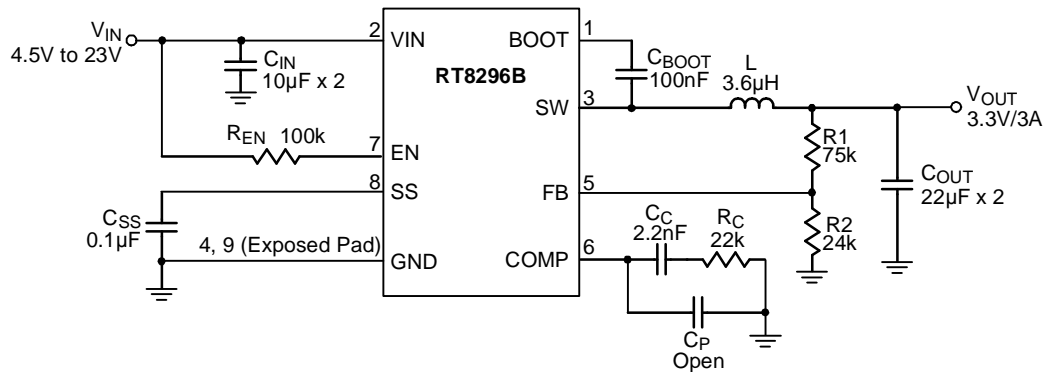 VIN
4.5V to 23V
CIN
10µF x 2
REN 100k
CSS
0.1µF
4, 9 (Exposed Pad)
2
7
8
VIN
EN
SS
GND
RT8296B
BOOT
SW
FB
COMP
1
3
5
6
CBOOT
100nF
L
3.6µH
VOUT
3.3V/3A
R1
75k
COUT
22µF x 2
R2
24k
CC
2.2nF
RC
22k
CP
Open